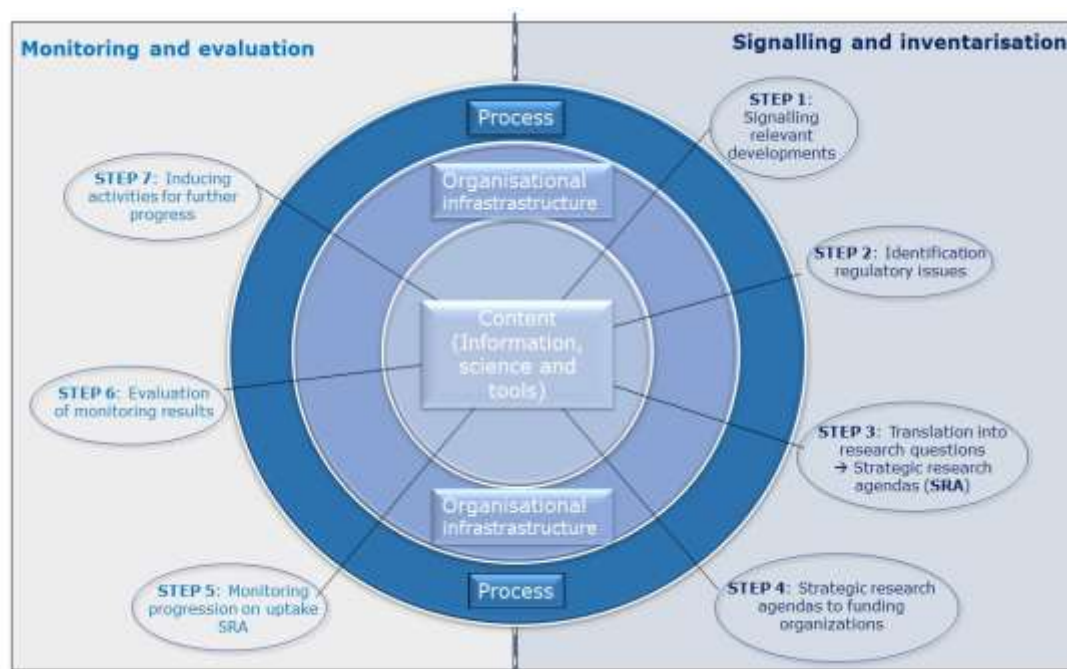 Monitoring and evaluation
Signalling and inventarisation
Process
Organisational
infrastrastructure
Content
(Information,
science and
tools)
Organisational
infrastrastructure
Process
STEP 1:
Signalling
relevant
developments
STEP 2: Identification
regulatory issues
STEP 3: Translation into
research questions
→ Strategic research
agendas (SRA)
STEP 4: Strategic research
agendas to funding
organizations
STEP 5: Monitoring
progression on uptake
SRA
STEP 6: Evaluation
of monitoring results
STEP 7: Inducing
activities for further
progress